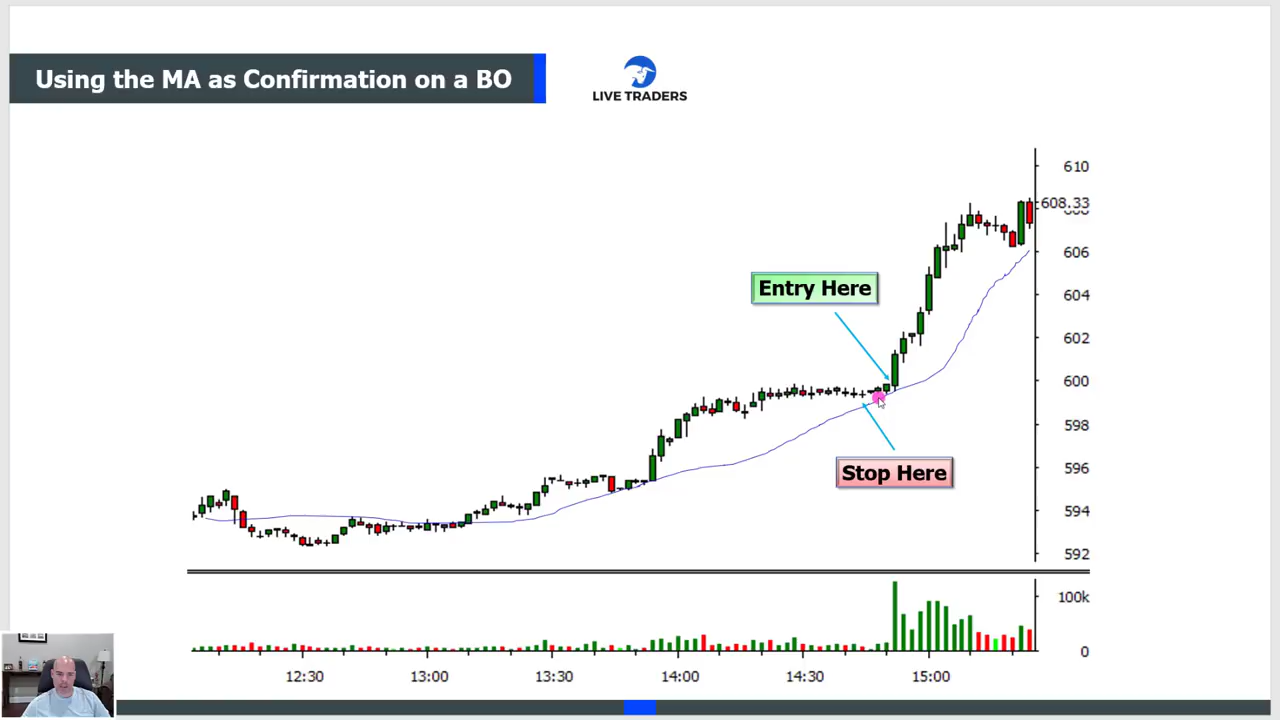 Using the MA as Confirmation on a BO
LIVE TRADERS
610
608.33
606
Entry Here
604
602
600
598
Stop Here
596
594
592
100k
0
12:30 13:00 13:30 14:00 14:30 15:00